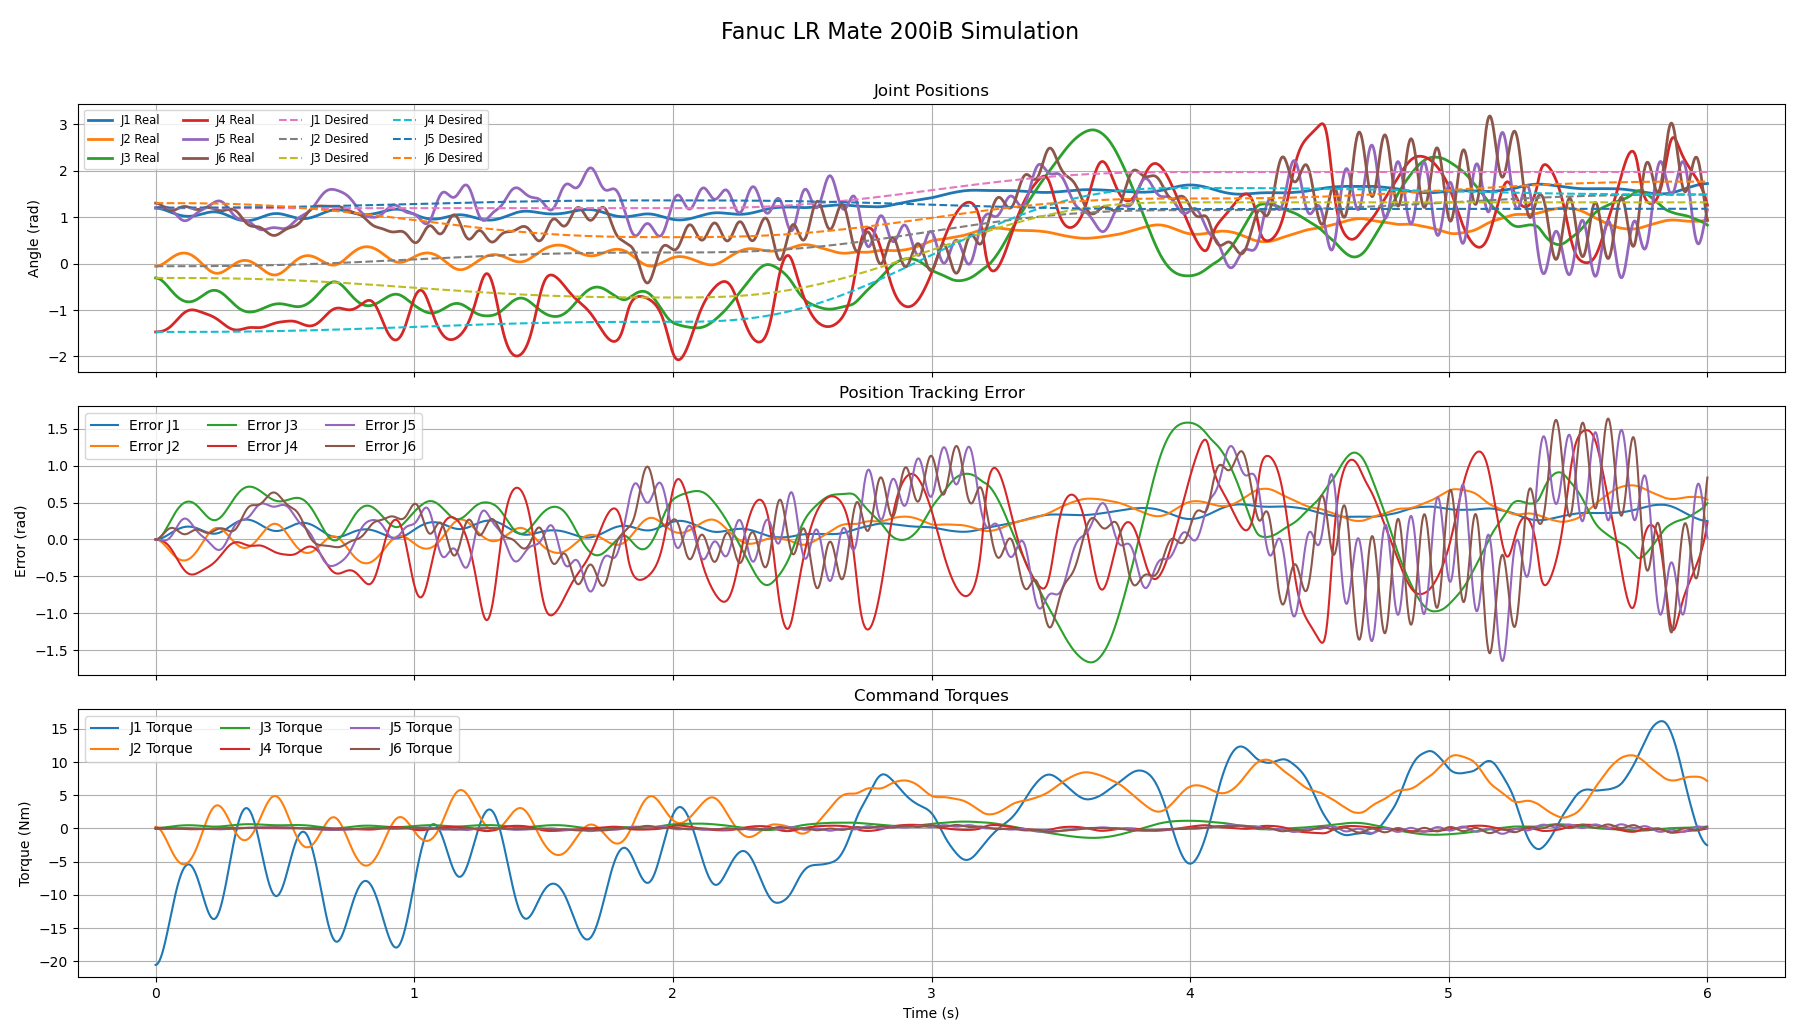 Fanuc LR Mate 200iB Simulation
Joint Positions
J1 Real J4 Real J1 Desired J4 Desired
J2 Real J5 Real J2 Desired J5 Desired
J3 Real J6 Real J3 Desired J6 Desired
Angle (rad)
3
2
1
0
−1
−2
Position Tracking Error
Error J1 Error J3 Error J5
Error J2 Error J4 Error J6
Error (rad)
1.5
1.0
0.5
0.0
−0.5
−1.0
−1.5
Command Torques
J1 Torque J3 Torque J5 Torque
J2 Torque J4 Torque J6 Torque
Torque (Nm)
15
10
5
0
−5
−10
−15
−20
0 1 2 3 4 5 6
Time (s)